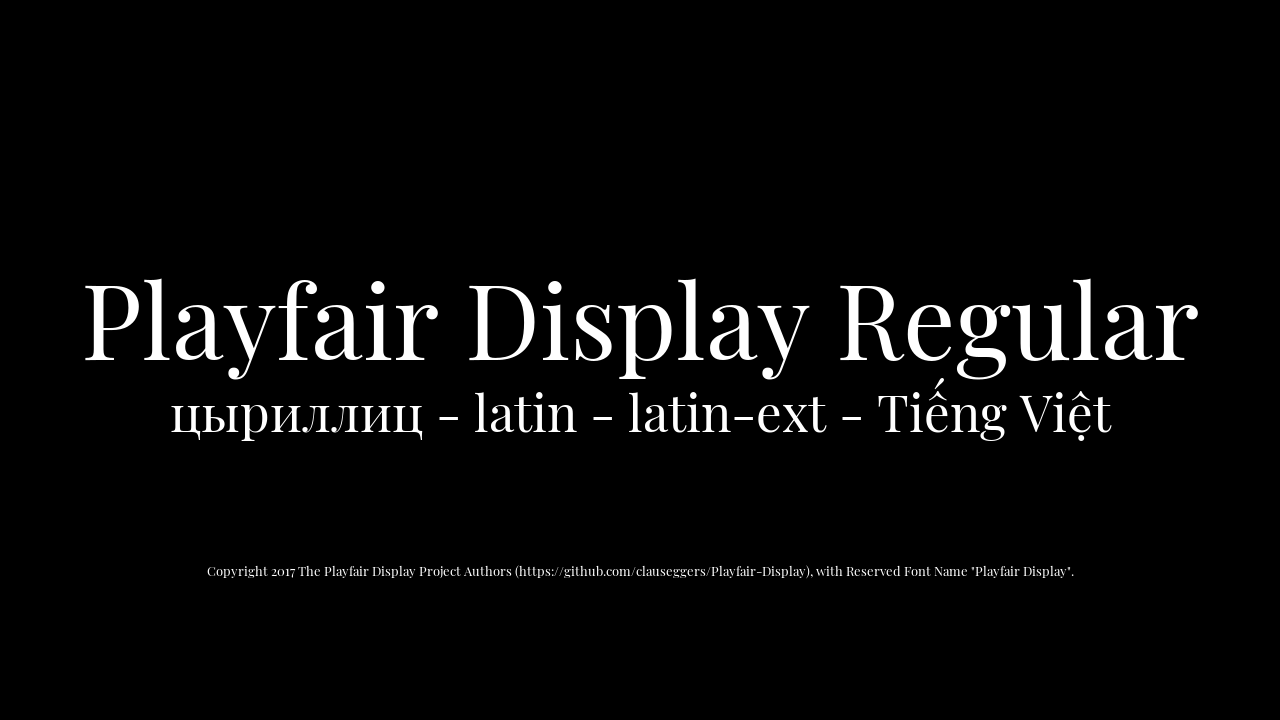 Playfair Display Regular
цыриллиц - latin - latin-ext - Tiếng Việt
Copyright 2017 The Playfair Display Project Authors (https://github.com/clauseggers/Playfair-Display), with Reserved Font Name "Playfair Display".